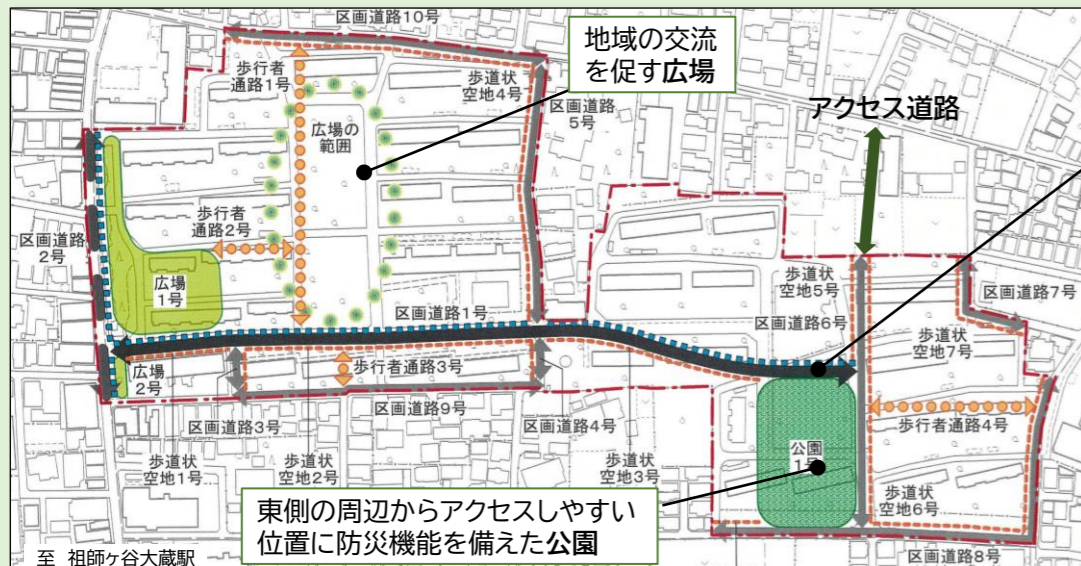 区画道路10号
地域の交流
を促す広場
歩行者
通路1号
歩道状
空地4号
区画道路
5号
アクセス道路
広場の
範囲
歩行者
通路2号
区画道路
2号
広場
1号
歩道状
空地5号
区画道路7号
区画道路1号
区画道路6号
歩道状
空地7号
広場
2号
歩行者通路3号
区画道路3号
区画道路9号
区画道路4号
歩行者通路4号
公園
1号
歩道状
空地1号
歩道状
空地2号
歩道状
空地3号
歩道状
空地6号
東側の周辺からアクセスしやすい
位置に防災機能を備えた公園
区画道路8号
至 祖師ヶ谷大蔵駅